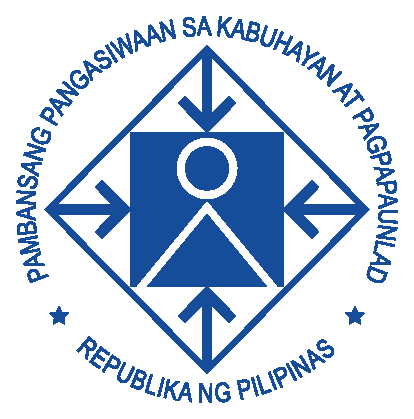 PAMBANSANG PANGASIWAAN SA KABUHAYAN AT PAGPAPAUNLAD
REPUBLIKA NG PILIPINAS